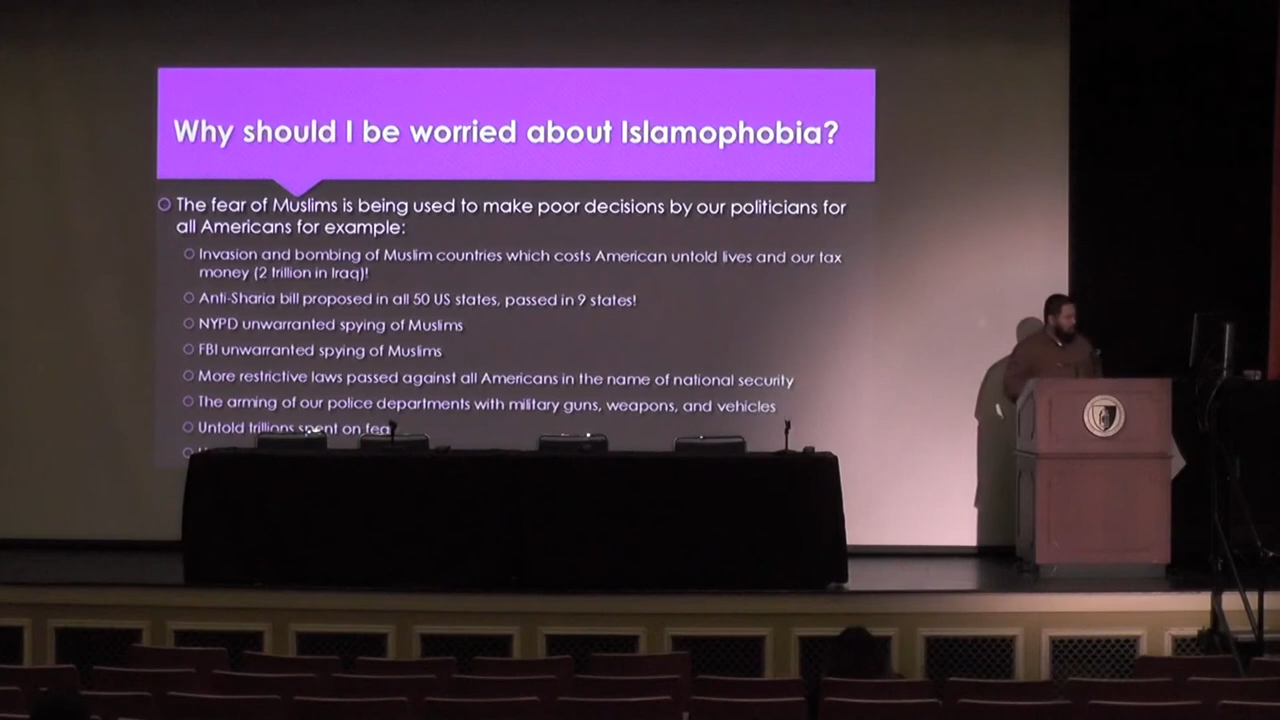 Why should I be worried about Islamophobia?
The fear of Muslims is being used to make poor decisions by our politicians for
all Americans for example:
Invasion and bombing of Muslim countries which costs American untold lives and our tax
money (2 trillion in Iraq)!
Anti-Sharia bill proposed in all 50 US states, passed in 9 states!
NYPD unwarranted spying of Muslims
FBI unwarranted spying of Muslims
More restrictive laws passed against all Americans in the name of national security
The arming of our police departments with military guns, weapons, and vehicles
Untold trillions spent on